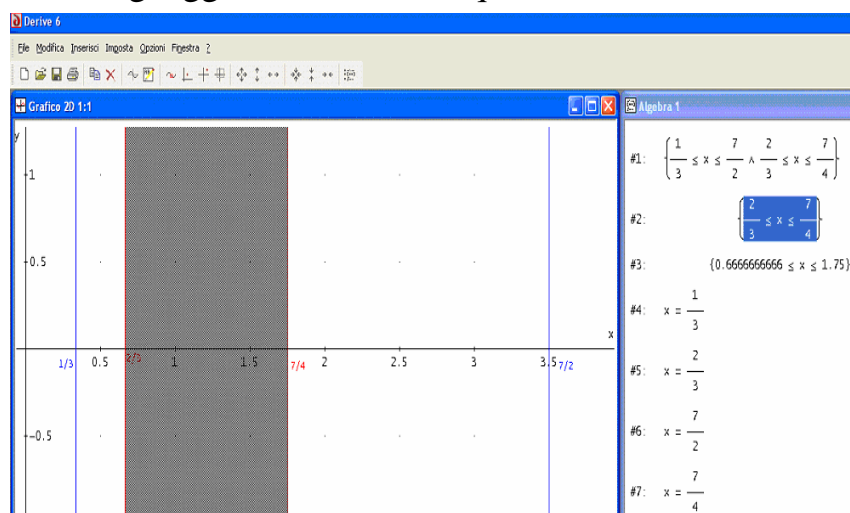 Derive 6
File Modifica Inserisci Imposta Opzioni Finestra ?
Grafico 2D 1:1
y
1
0.5
x
1/3 0.5 2/3 1 1.5 7/4 2 2.5 3 3.5 7/2
-0.5
Algebra 1
#1: { 1/3 ≤ x ≤ 7/2 ∧ 2/3 ≤ x ≤ 7/4 }
#2: { 2/3 ≤ x ≤ 7/4 }
#3: {0.6666666666 ≤ x ≤ 1.75}
#4: x = 1/3
#5: x = 2/3
#6: x = 7/2
#7: x = 7/4